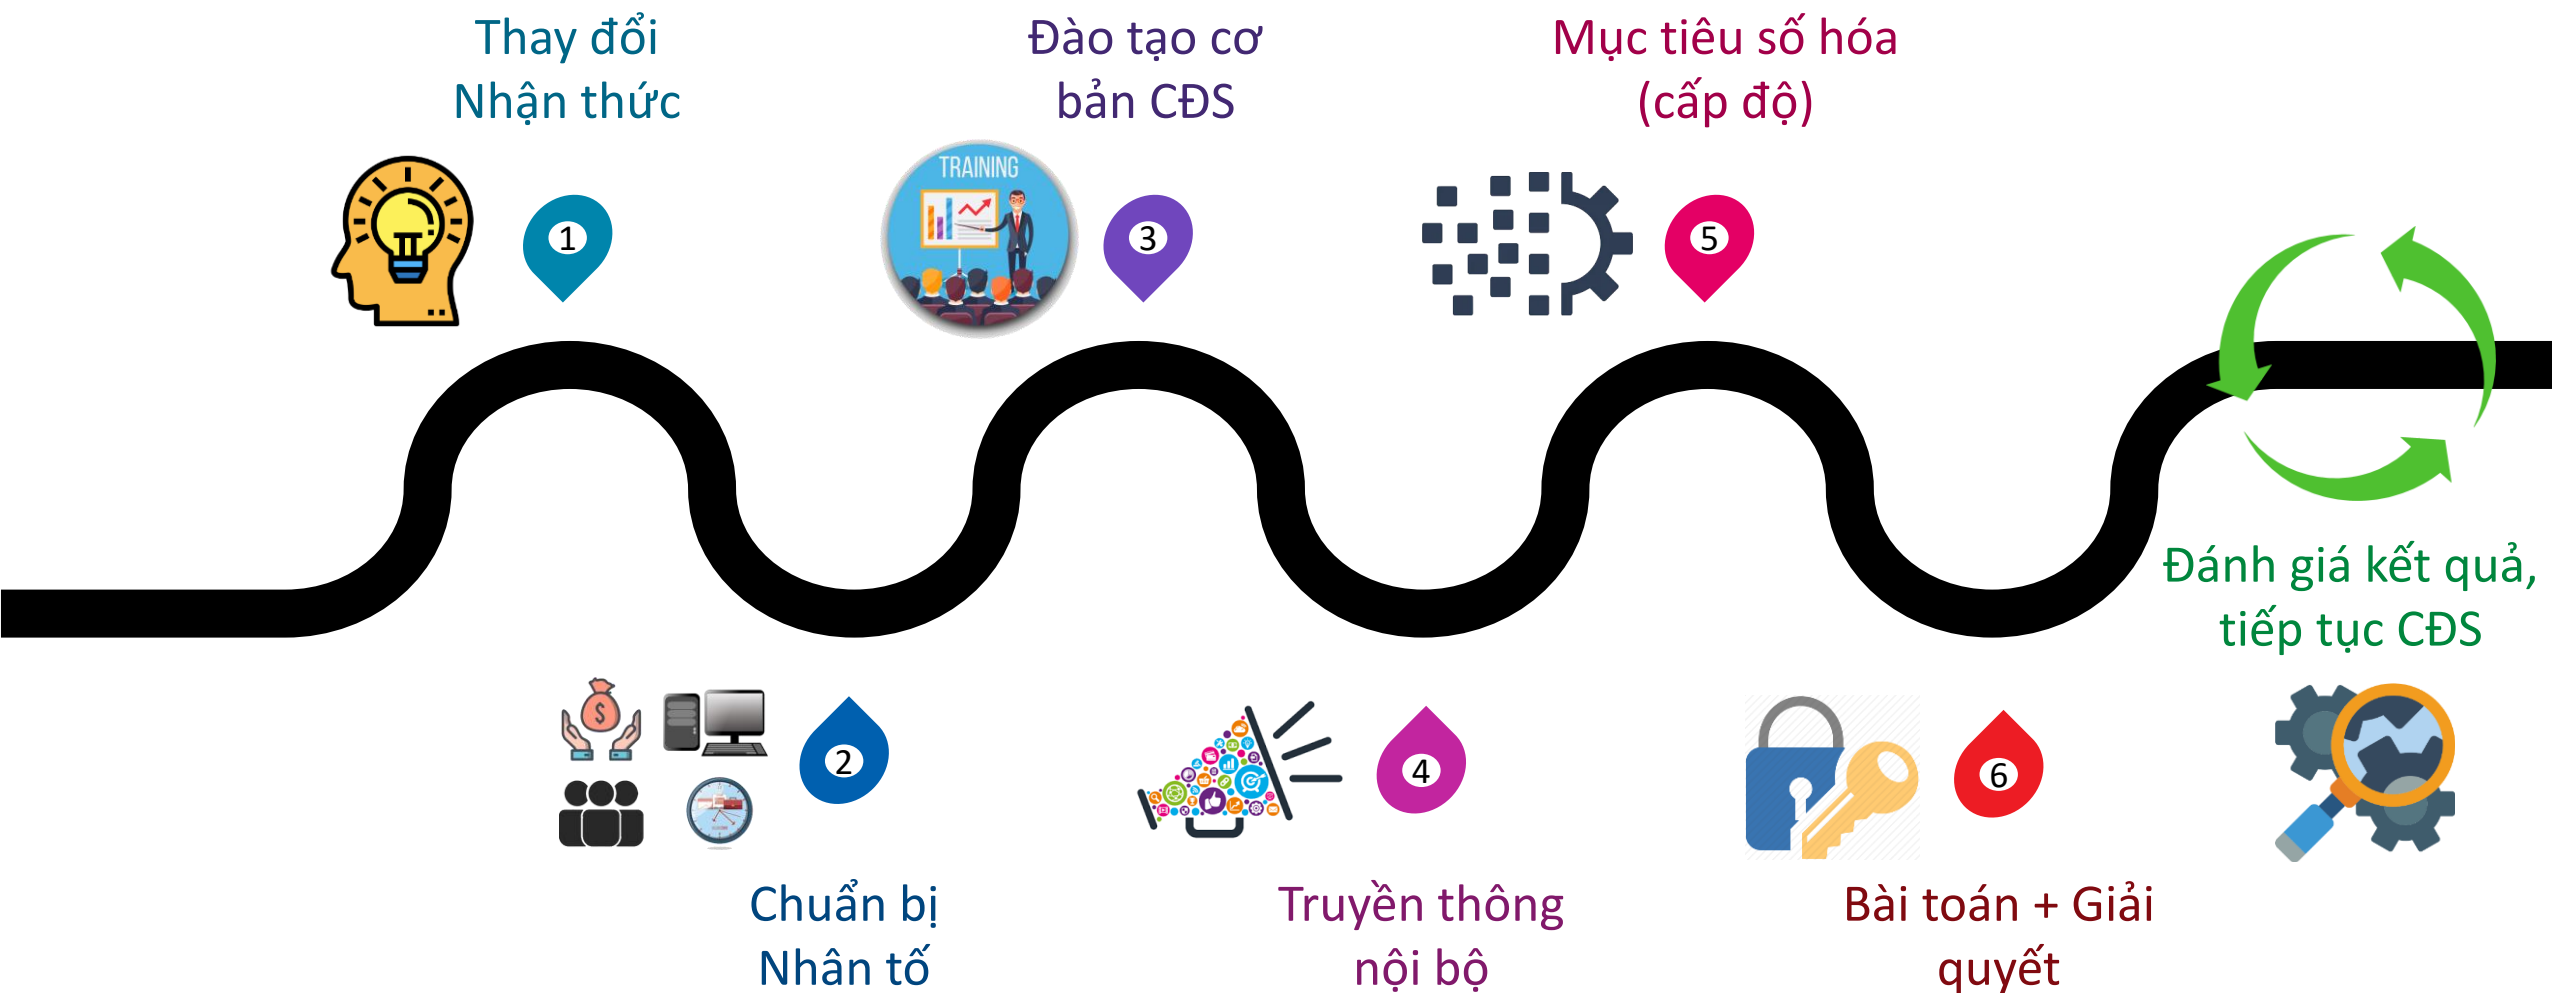 Thay đổi
Nhận thức
1
Chuẩn bị
Nhân tố
2
Đào tạo cơ
bản CĐS
TRAINING
3
Truyền thông
nội bộ
4
Mục tiêu số hóa
(cấp độ)
5
Bài toán + Giải
quyết
6
Đánh giá kết quả,
tiếp tục CĐS
$